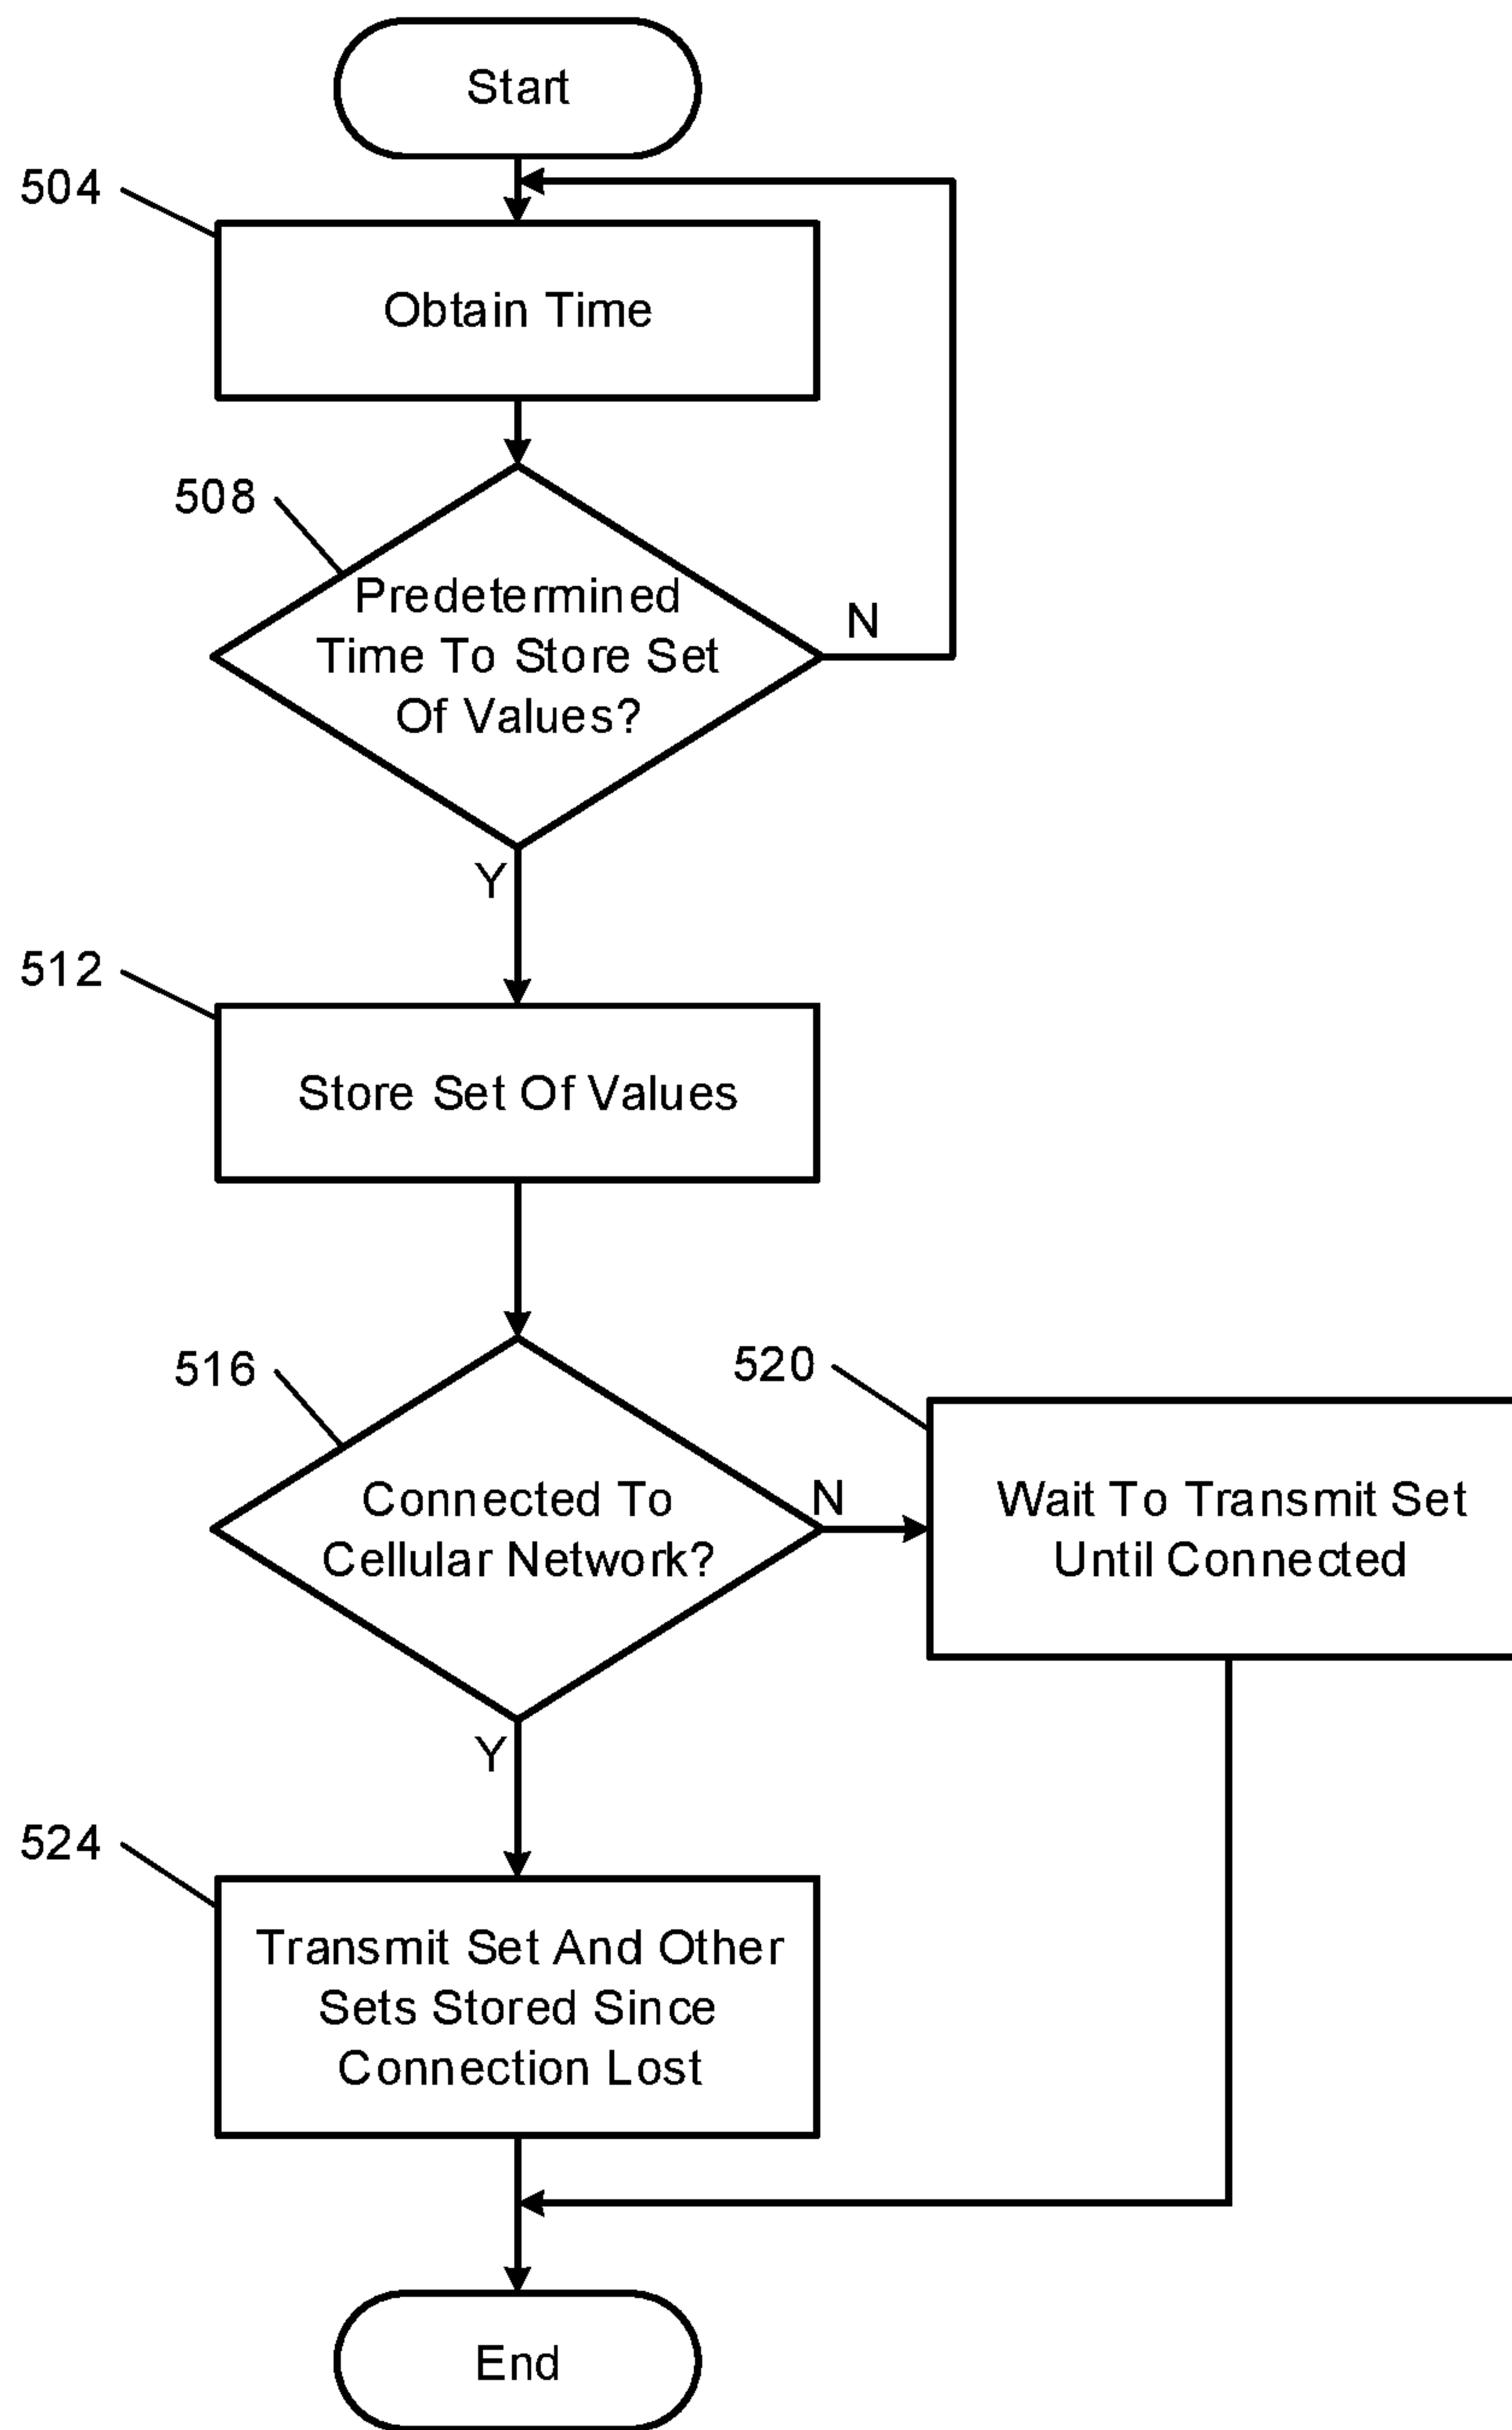 Start
504
Obtain Time
508
Predetermined
Time To Store Set
Of Values?
N
Y
512
Store Set Of Values
516
Connected To
Cellular Network?
N
520
Wait To Transmit Set
Until Connected
Y
524
Transmit Set And Other
Sets Stored Since
Connection Lost
End